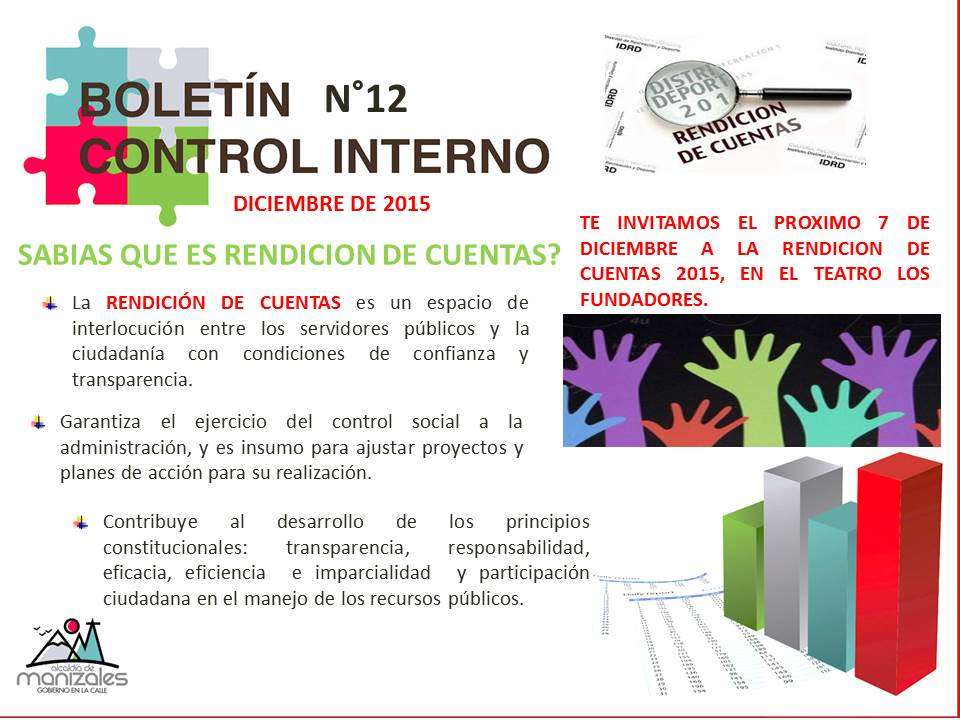 BOLETÍN N°12
CONTROL INTERNO
DICIEMBRE DE 2015
SABIAS QUE ES RENDICION DE CUENTAS?
La RENDICIÓN DE CUENTAS es un espacio de
interlocución entre los servidores públicos y la
ciudadanía con condiciones de confianza y
transparencia.
Garantiza el ejercicio del control social a la
administración, y es insumo para ajustar proyectos y
planes de acción para su realización.
Contribuye al desarrollo de los principios
constitucionales: transparencia, responsabilidad,
eficacia, eficiencia e imparcialidad y participación
ciudadana en el manejo de los recursos públicos.
alcaldía de
manizales
GOBIERNO EN LA CALLE
IDRD
IDRD
DISTRI
DEPORT
201
RENDICION
DE CUENTAS
IDRD
TE INVITAMOS EL PROXIMO 7 DE
DICIEMBRE A LA RENDICION DE
CUENTAS 2015, EN EL TEATRO LOS
FUNDADORES.
Daily report